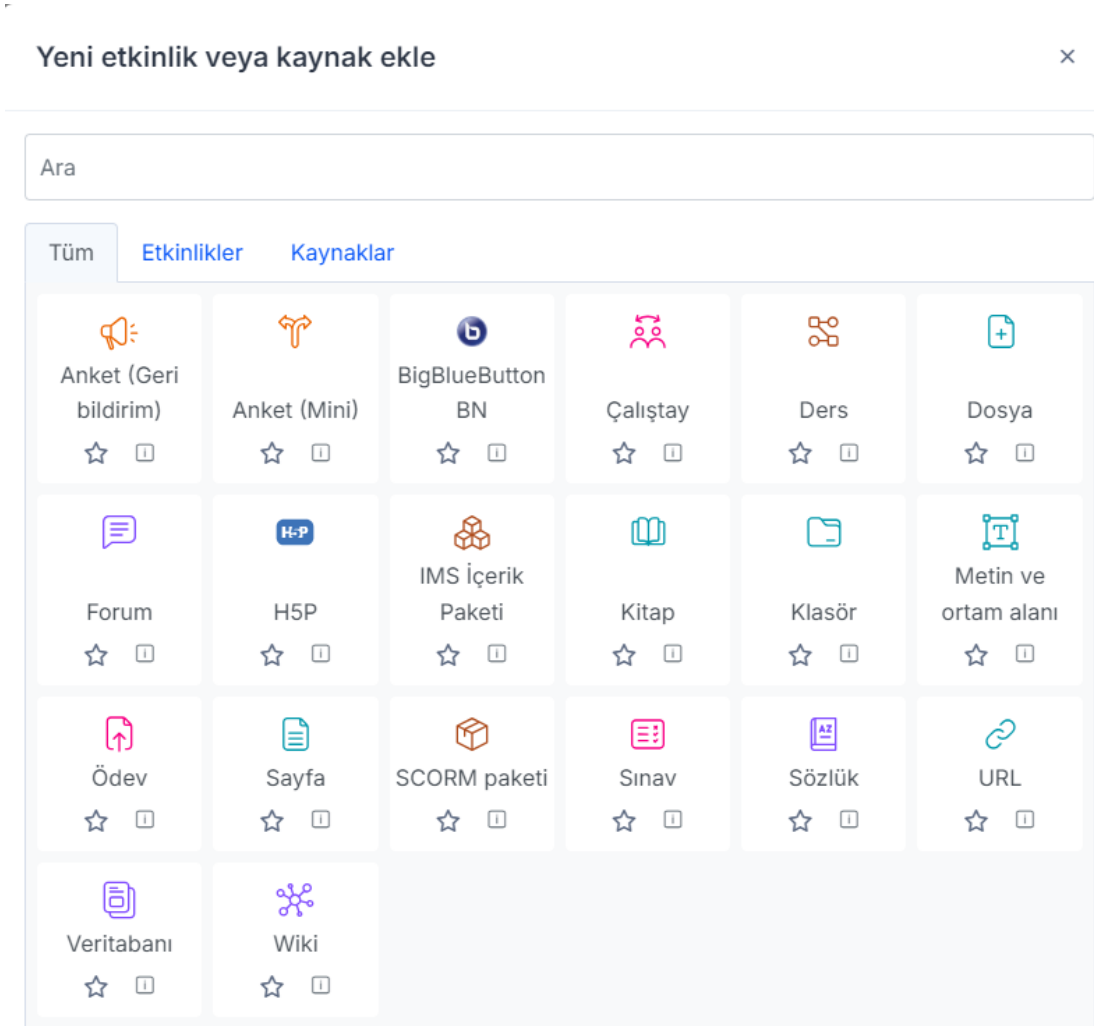 Yeni etkinlik veya kaynak ekle
Ara
Tüm
Etkinlikler
Kaynaklar
Anket (Geri
bildirim)
Anket (Mini)
BigBlueButton
BN
Çalıştay
Ders
Dosya
Forum
H5P
H5P
IMS İçerik
Paketi
Kitap
Klasör
T
Metin ve
ortam alanı
Ödev
Sayfa
SCORM paketi
Sınav
AZ
Sözlük
URL
Veritabanı
Wiki